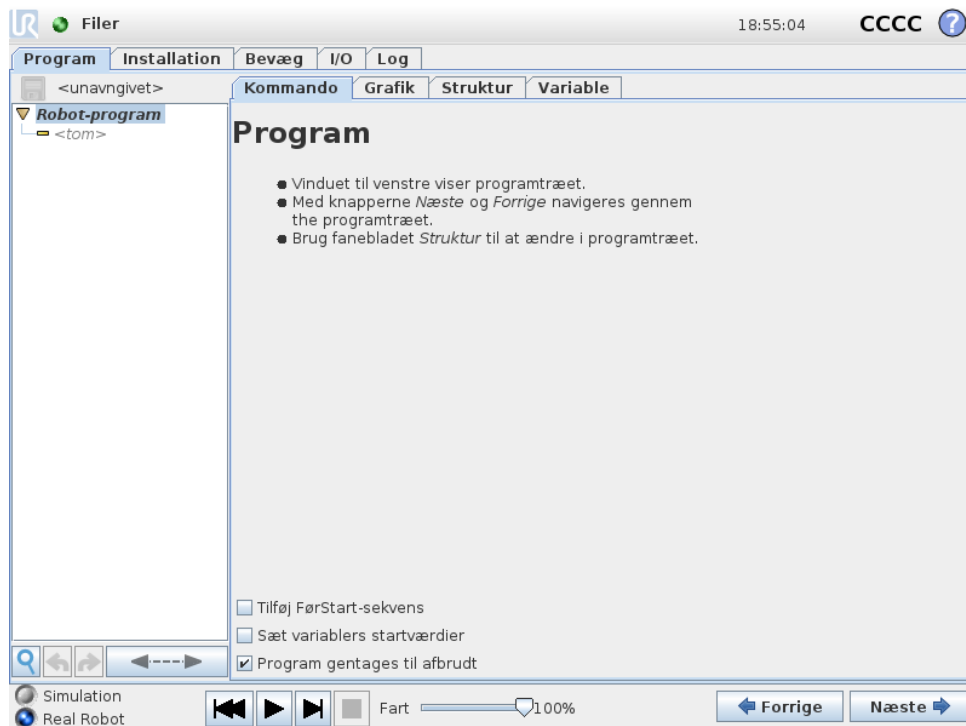 UR
Filer
18:55:04
CCCC
?
Program
Installation
Bevæg
I/O
Log
<unavngivet>
Kommando
Grafik
Struktur
Variable
Robot-program
<tom>
Program
Vinduet til venstre viser programtræet.
Med knapperne Næste og Forrige navigeres gennem
the programtræet.
Brug fanebladet Struktur til at ændre i programtræet.
Tilføj FørStart-sekvens
Sæt variablers startværdier
Program gentages til afbrudt
Simulation
Real Robot
Fart
100%
Forrige
Næste